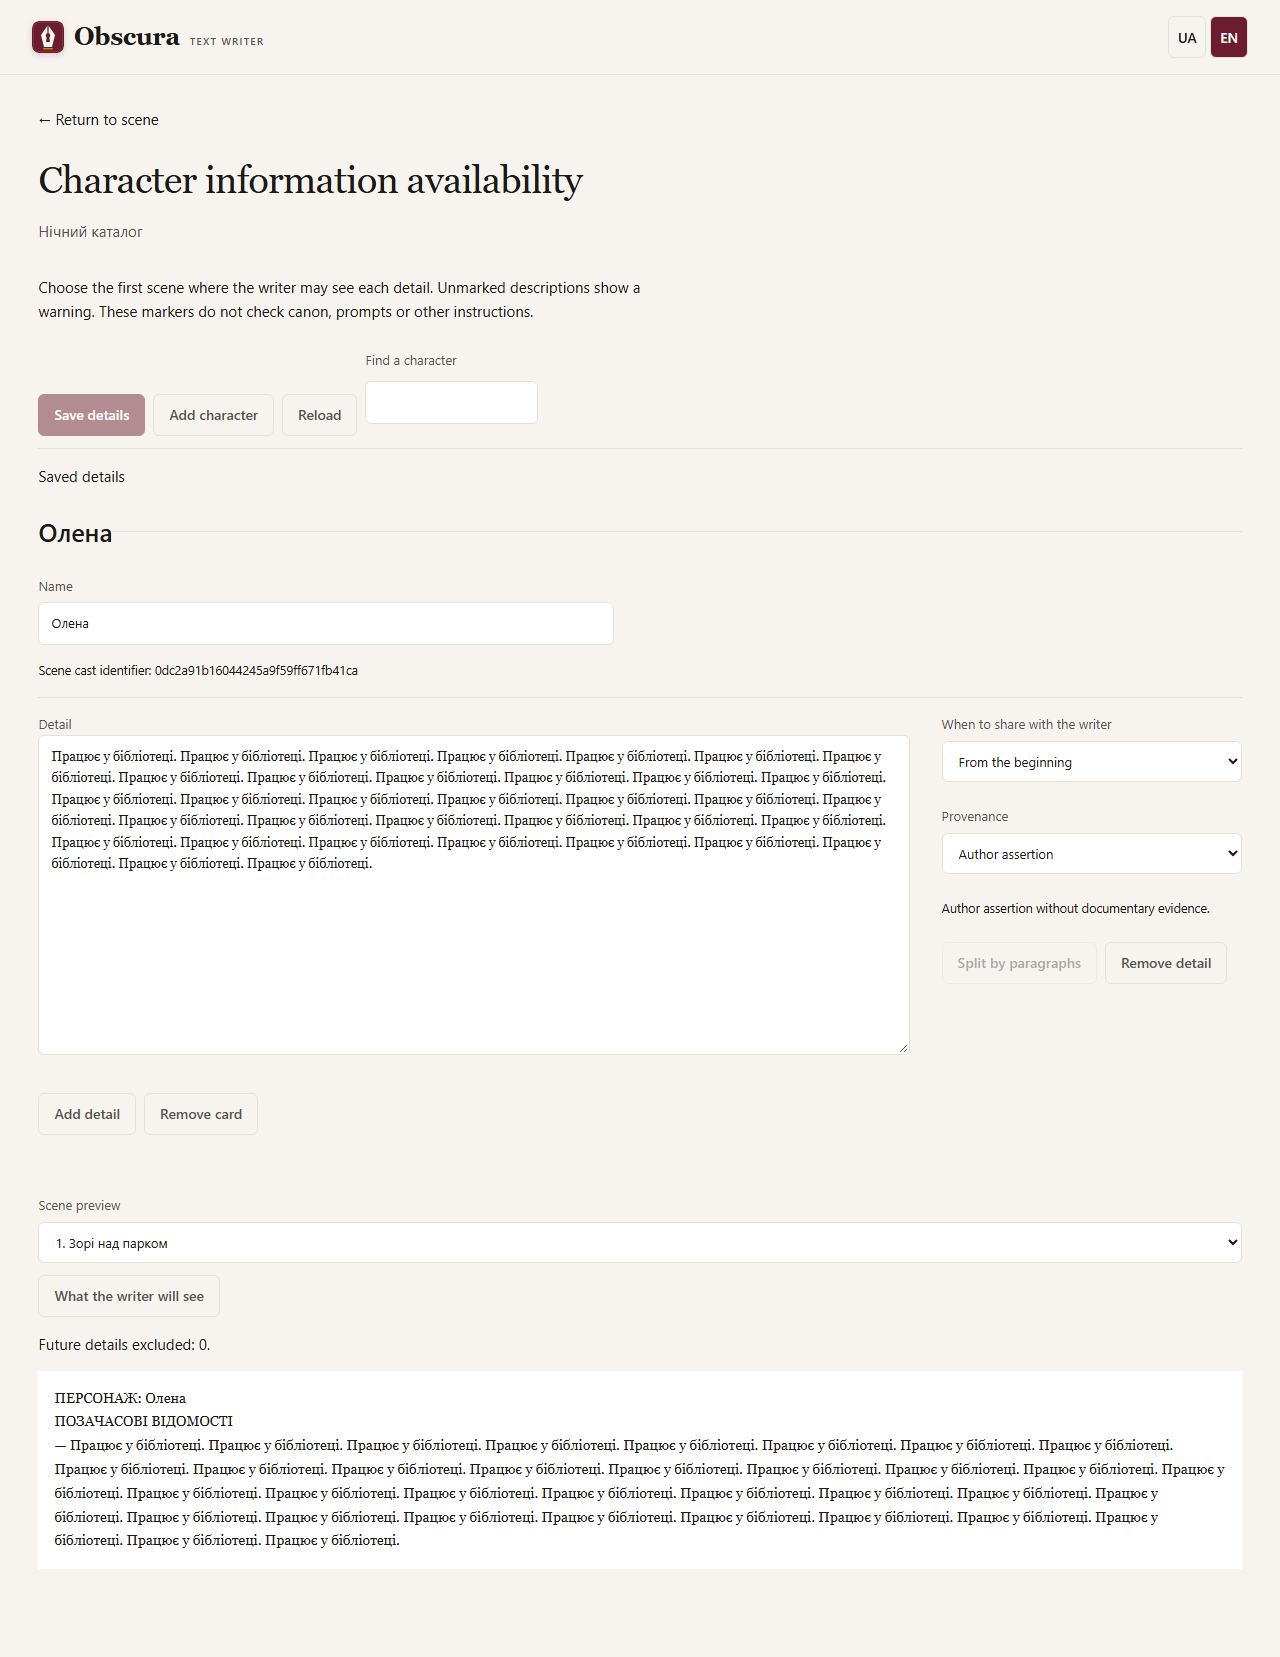 Obscura TEXT WRITER
UA EN
← Return to scene
Character information availability
Нічний каталог
Choose the first scene where the writer may see each detail. Unmarked descriptions show a
warning. These markers do not check canon, prompts or other instructions.
Find a character
Save details Add character Reload
Saved details
Олена
Name
Олена
Scene cast identifier: 0dc2a91b16044245a9f59ff671fb41ca
Detail
Працює у бібліотеці. Працює у бібліотеці. Працює у бібліотеці. Працює у бібліотеці. Працює у бібліотеці. Працює у бібліотеці. Працює у
бібліотеці. Працює у бібліотеці. Працює у бібліотеці. Працює у бібліотеці. Працює у бібліотеці. Працює у бібліотеці. Працює у бібліотеці.
Працює у бібліотеці. Працює у бібліотеці. Працює у бібліотеці. Працює у бібліотеці. Працює у бібліотеці. Працює у бібліотеці. Працює у
бібліотеці. Працює у бібліотеці. Працює у бібліотеці. Працює у бібліотеці. Працює у бібліотеці. Працює у бібліотеці. Працює у бібліотеці.
Працює у бібліотеці. Працює у бібліотеці. Працює у бібліотеці. Працює у бібліотеці. Працює у бібліотеці. Працює у бібліотеці. Працює у
бібліотеці. Працює у бібліотеці. Працює у бібліотеці.
When to share with the writer
From the beginning
Provenance
Author assertion
Author assertion without documentary evidence.
Split by paragraphs Remove detail
Add detail Remove card
Scene preview
1. Зорі над парком
What the writer will see
Future details excluded: 0.
ПЕРСОНАЖ: Олена
ПОЗАЧАСОВІ ВІДОМОСТІ
— Працює у бібліотеці. Працює у бібліотеці. Працює у бібліотеці. Працює у бібліотеці. Працює у бібліотеці. Працює у бібліотеці. Працює у бібліотеці. Працює у бібліотеці.
Працює у бібліотеці. Працює у бібліотеці. Працює у бібліотеці. Працює у бібліотеці. Працює у бібліотеці. Працює у бібліотеці. Працює у бібліотеці. Працює у бібліотеці. Працює у
бібліотеці. Працює у бібліотеці. Працює у бібліотеці. Працює у бібліотеці. Працює у бібліотеці. Працює у бібліотеці. Працює у бібліотеці. Працює у
бібліотеці. Працює у бібліотеці. Працює у бібліотеці. Працює у бібліотеці. Працює у бібліотеці. Працює у бібліотеці. Працює у бібліотеці. Працює у
бібліотеці. Працює у бібліотеці. Працює у бібліотеці.